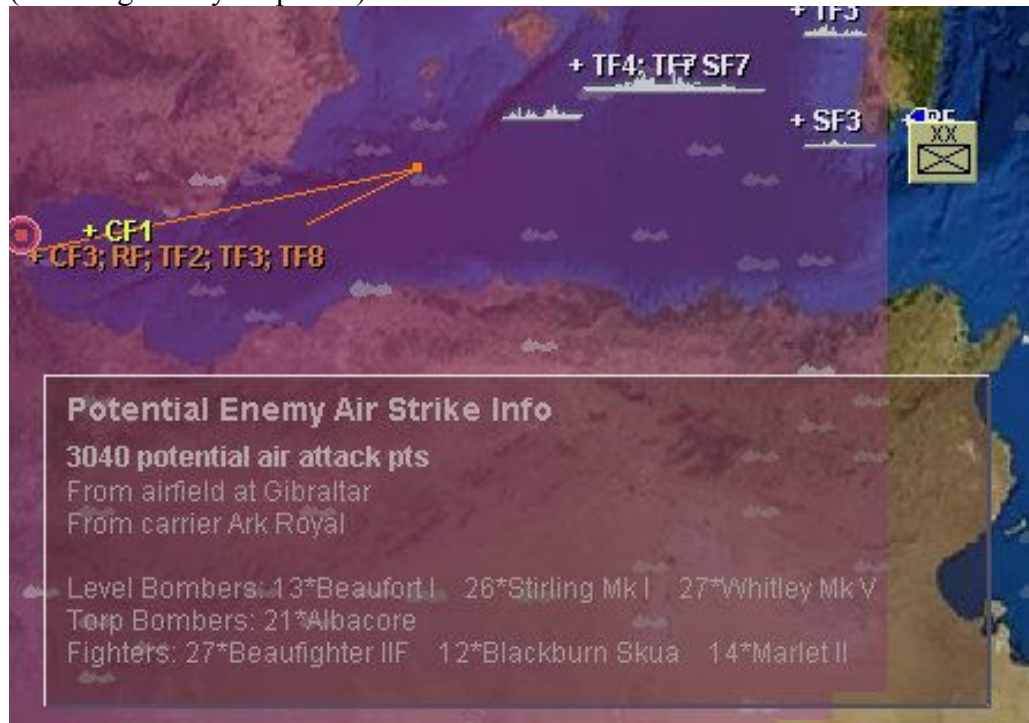 + TF3
+ TF4; TF7 SF7
+ SF3
+ RF
XX
+ CF1
+ CF3; RF; TF2; TF3; TF8
Potential Enemy Air Strike Info
3040 potential air attack pts
From airfield at Gibraltar
From carrier Ark Royal
Level Bombers: 13*Beaufort I 26*Stirling Mk I 27*Whitley Mk V
Torp Bombers: 21*Albacore
Fighters: 27*Beaufighter IIF 12*Blackburn Skua 14*Marlet II